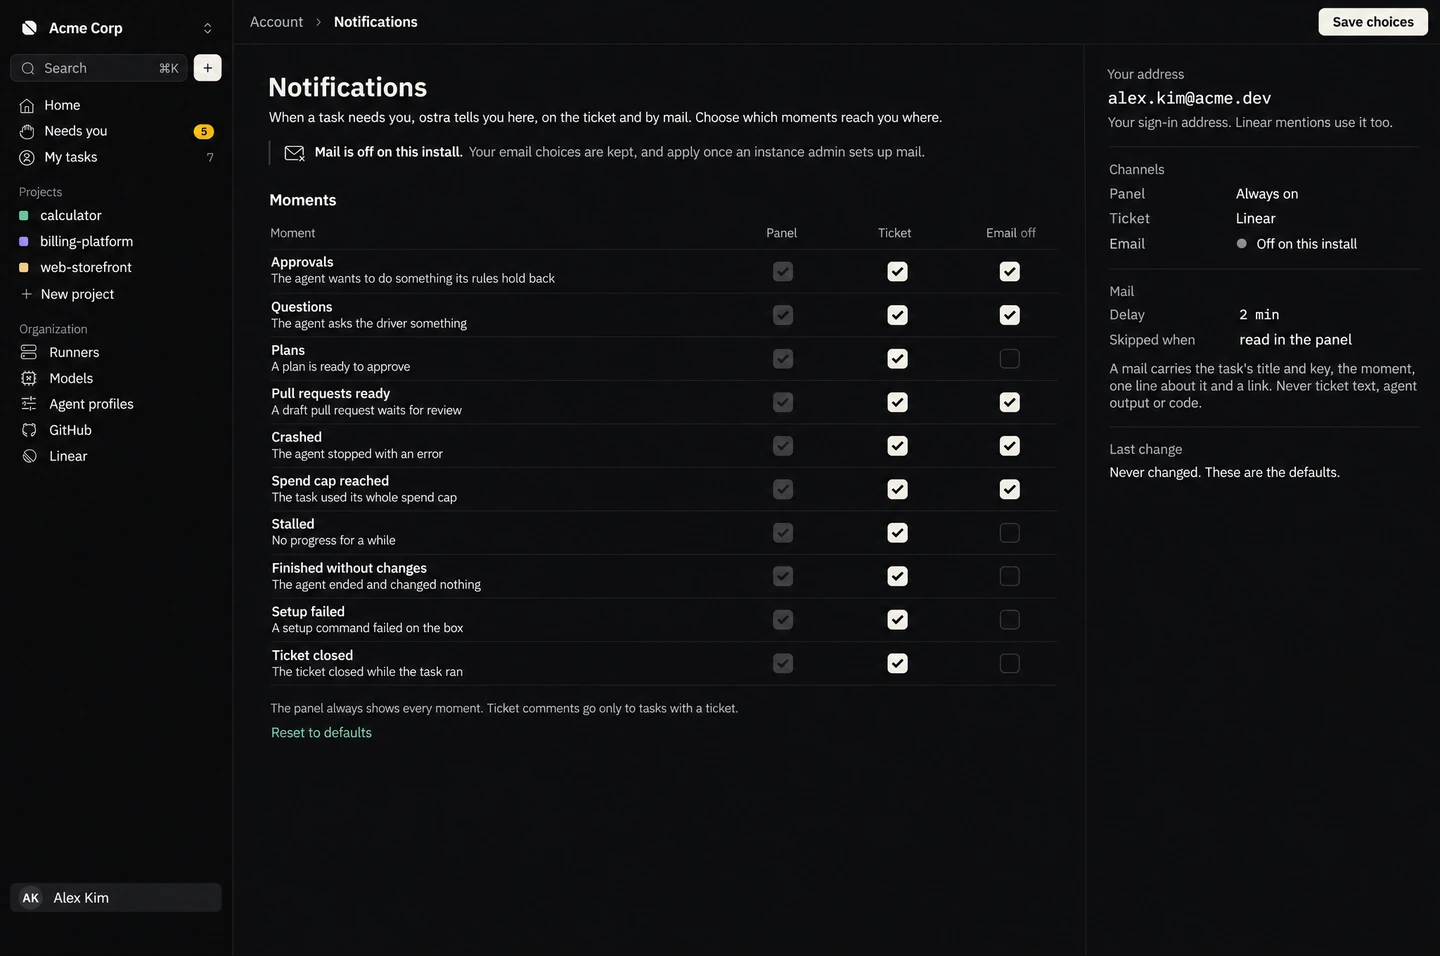 Acme Corp
Search ⌘K +
Home
Needs you 5
My tasks 7
Projects
calculator
billing-platform
web-storefront
+ New project
Organization
Runners
Models
Agent profiles
GitHub
Linear
AK Alex Kim
Account > Notifications
Save choices
Notifications
When a task needs you, ostra tells you here, on the ticket and by mail. Choose which moments reach you where.
Mail is off on this install. Your email choices are kept, and apply once an instance admin sets up mail.
Moments
Moment Panel Ticket Email off
Approvals
The agent wants to do something its rules hold back
Questions
The agent asks the driver something
Plans
A plan is ready to approve
Pull requests ready
A draft pull request waits for review
Crashed
The agent stopped with an error
Spend cap reached
The task used its whole spend cap
Stalled
No progress for a while
Finished without changes
The agent ended and changed nothing
Setup failed
A setup command failed on the box
Ticket closed
The ticket closed while the task ran
The panel always shows every moment. Ticket comments go only to tasks with a ticket.
Reset to defaults
Your address
alex.kim@acme.dev
Your sign-in address. Linear mentions use it too.
Channels
Panel Always on
Ticket Linear
Email Off on this install
Mail
Delay 2 min
Skipped when read in the panel
A mail carries the task's title and key, the moment,
one line about it and a link. Never ticket text, agent
output or code.
Last change
Never changed. These are the defaults.